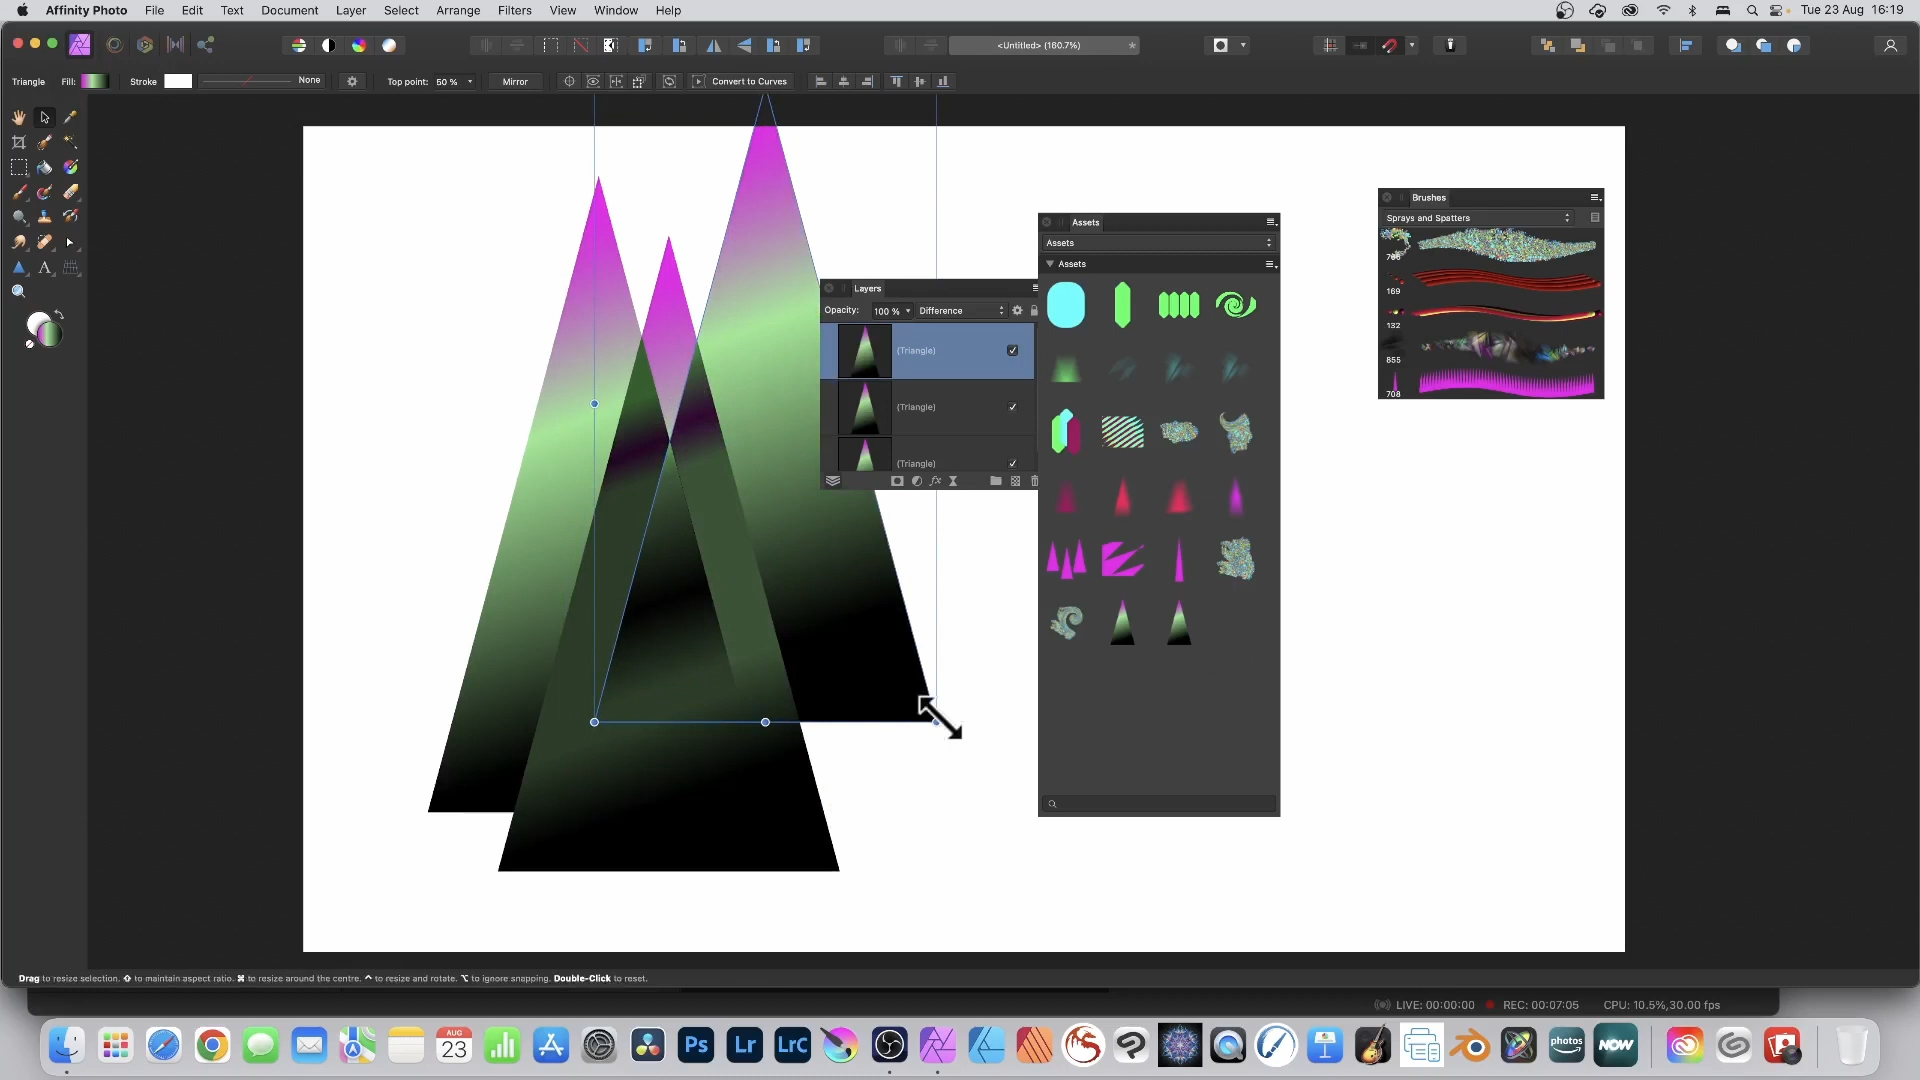 Affinity Photo File Edit Text Document Layer Select Arrange Filters View Window Help Tue 23 Aug 16:19
<Untitled> (160.7%)
Triangle Fill: Stroke None Top point: 50 % Mirror Convert to Curves
Brushes
Sprays and Spatters
706
169
132
855
708
Assets
Assets
Assets
Layers
Opacity: 100 % Difference
(Triangle)
(Triangle)
(Triangle)
Drag to resize selection. ⇧ to maintain aspect ratio. ⌘ to resize around the centre. ^ to resize and rotate. ⌥ to ignore snapping. Double-Click to reset.
LIVE: 00:00:00 REC: 00:07:05 CPU: 10.5%,30.00 fps
AUG
23
Ps Lr LrC photos NOW